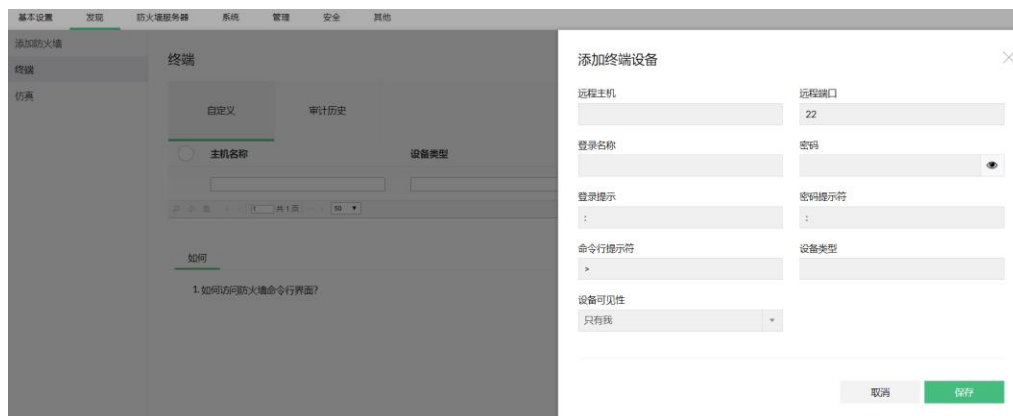 基本设置 发现 防火墙服务器 系统 管理 安全 其他
添加防火墙
终端
仿真
终端
自定义 审计历史
主机名称 设备类型
1 共 1 页 50
如何
1. 如何访问防火墙命令行界面?
添加终端设备
远程主机 远程端口
22
登录名称 密码
登录提示 密码提示符
: :
命令行提示符 设备类型
>
设备可见性
只有我
取消 保存